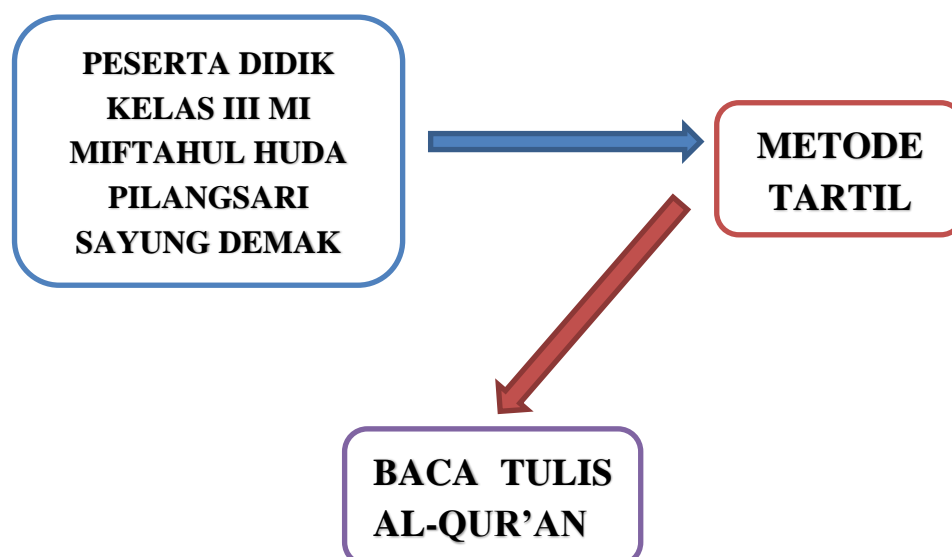 PESERTA DIDIK
KELAS III MI
MIFTAHUL HUDA
PILANGSARI
SAYUNG DEMAK
METODE
TARTIL
BACA TULIS
AL-QUR’AN